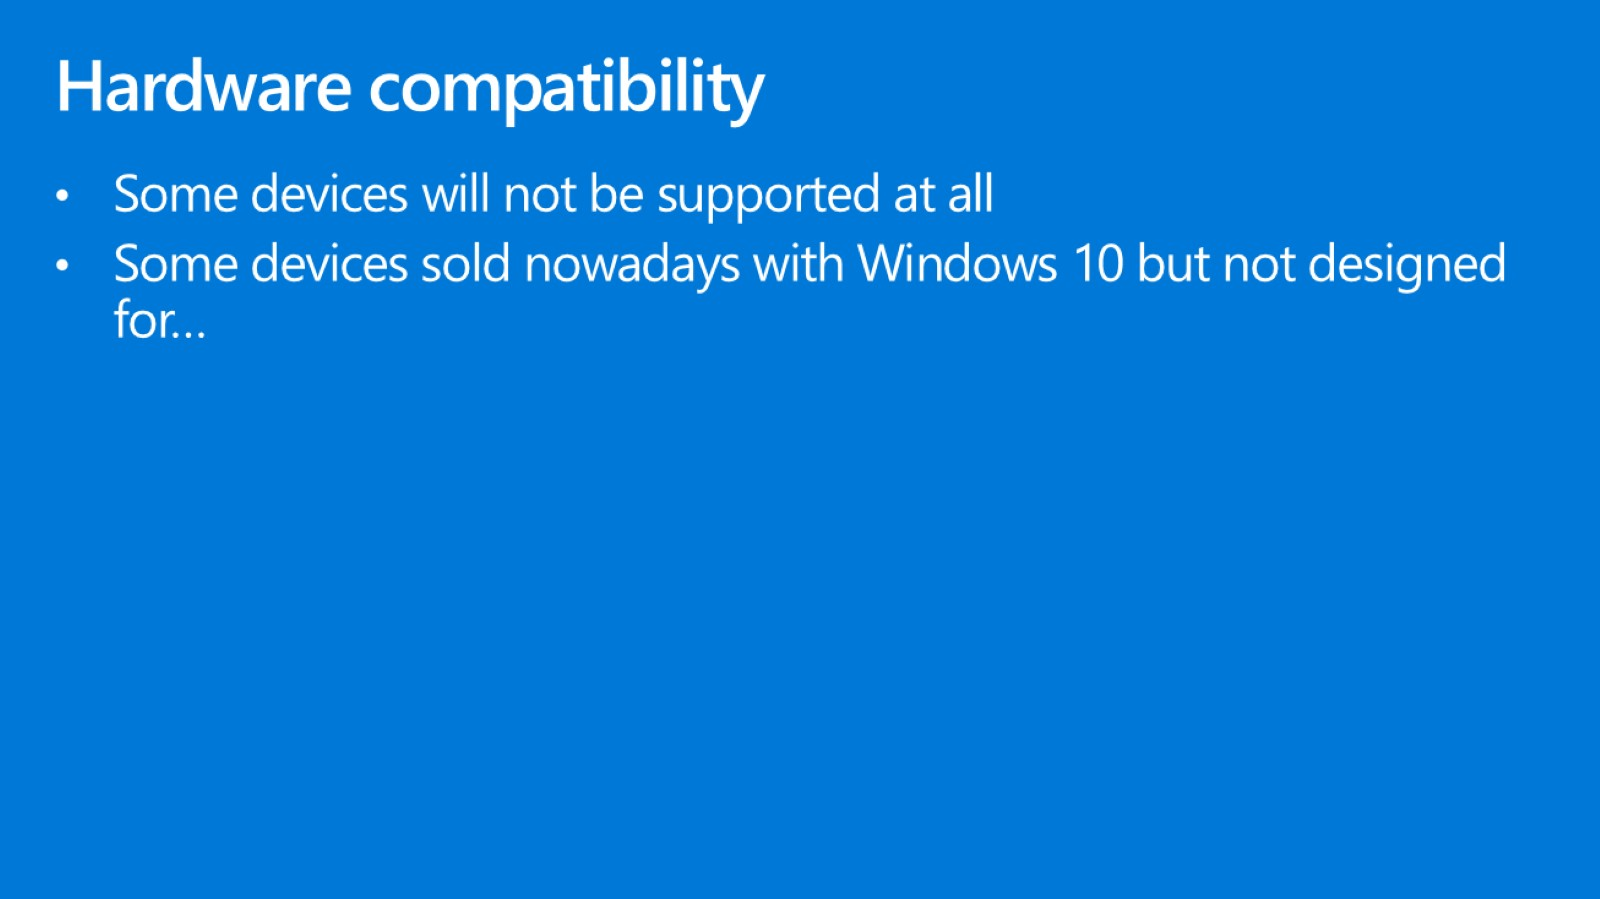 Hardware compatibility
• Some devices will not be supported at all
• Some devices sold nowadays with Windows 10 but not designed
for...